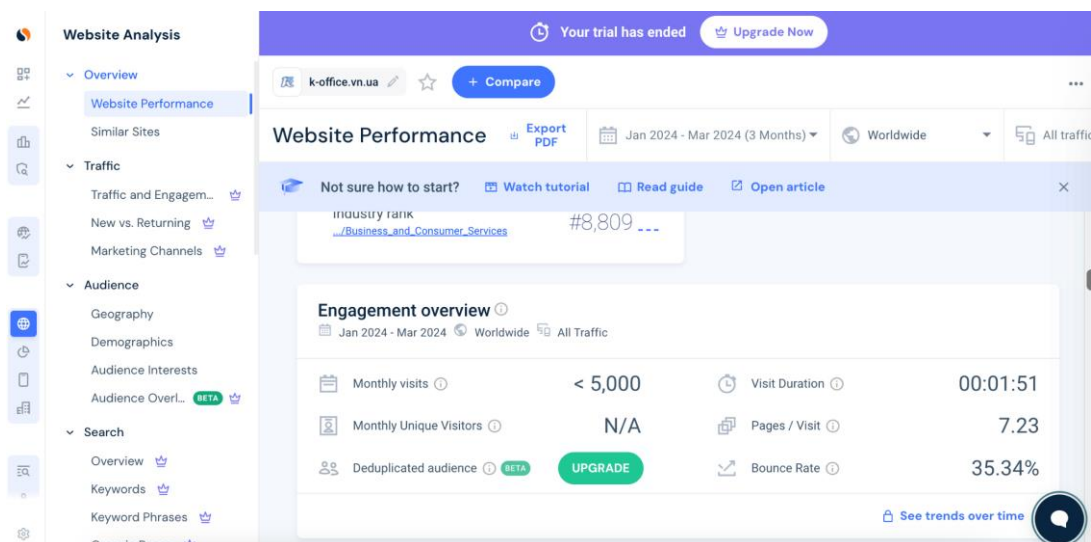 Website Analysis
Your trial has ended
Upgrade Now
Overview
Website Performance
Similar Sites
Traffic
Traffic and Engagem...
New vs. Returning
Marketing Channels
Audience
Geography
Demographics
Audience Interests
Audience Overl... BETA
Search
Overview
Keywords
Keyword Phrases
k-office.vn.ua
+ Compare
Website Performance
Export PDF
Jan 2024 - Mar 2024 (3 Months)
Worldwide
All traffic
Not sure how to start?
Watch tutorial
Read guide
Open article
Industry rank
.../Business_and_Consumer_Services
#8,809
Engagement overview
Jan 2024 - Mar 2024 Worldwide All Traffic
Monthly visits < 5,000
Visit Duration 00:01:51
Monthly Unique Visitors N/A
Pages / Visit 7.23
Deduplicated audience BETA UPGRADE
Bounce Rate 35.34%
See trends over time